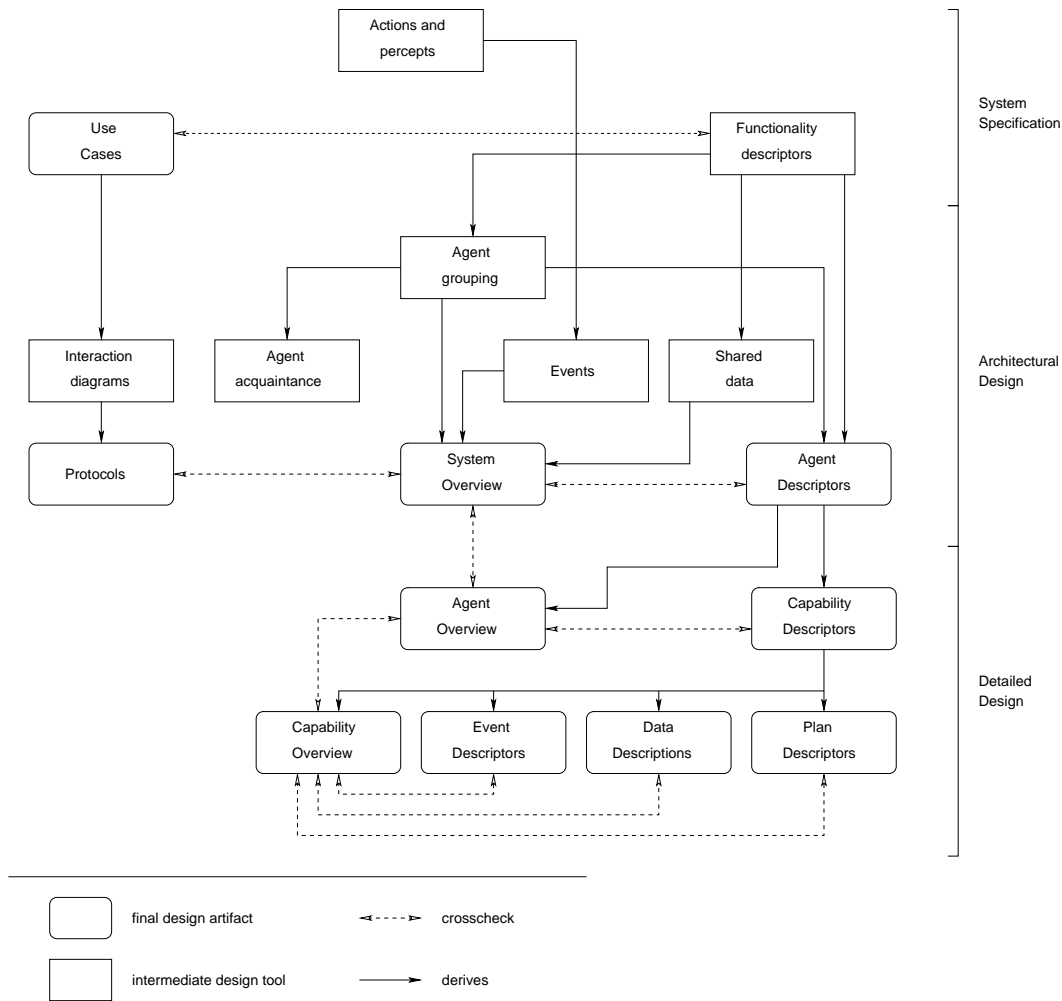 Actions and
percepts
System
Specification
Use
Cases
Functionality
descriptors
Agent
grouping
Interaction
diagrams
Agent
acquaintance
Events
Shared
data
Architectural
Design
Protocols
System
Overview
Agent
Descriptors
Agent
Overview
Capability
Descriptors
Detailed
Design
Capability
Overview
Event
Descriptors
Data
Descriptions
Plan
Descriptors
final design artifact
crosscheck
intermediate design tool
derives